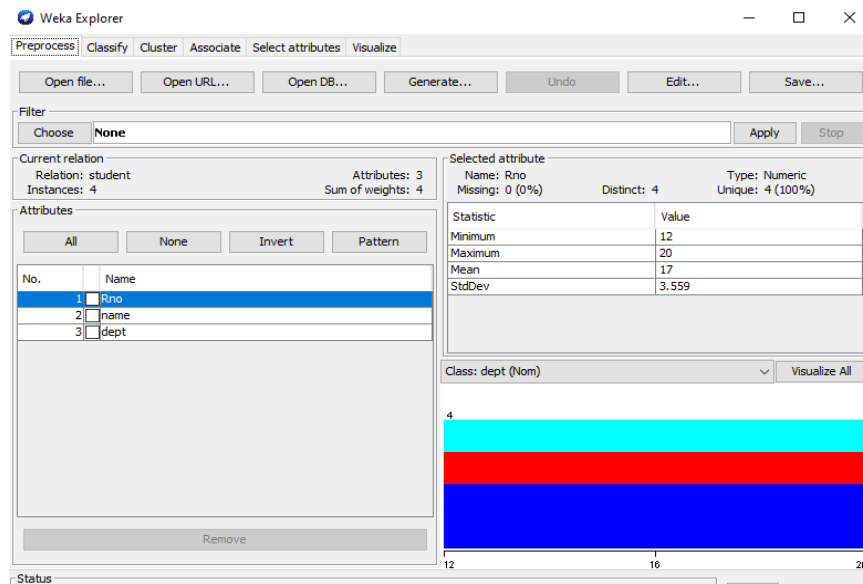 Weka Explorer
Preprocess Classify Cluster Associate Select attributes Visualize
Open file... Open URL... Open DB... Generate... Undo Edit... Save...
Filter
Choose None Apply Stop
Current relation
Relation: student Attributes: 3
Instances: 4 Sum of weights: 4
Selected attribute
Name: Rno Type: Numeric
Missing: 0 (0%) Distinct: 4 Unique: 4 (100%)
Attributes
All None Invert Pattern
No. Name
1 Rno
2 name
3 dept
Remove
Statistic Value
Minimum 12
Maximum 20
Mean 17
StdDev 3.559
Class: dept (Nom) Visualize All
4
12 16
Status